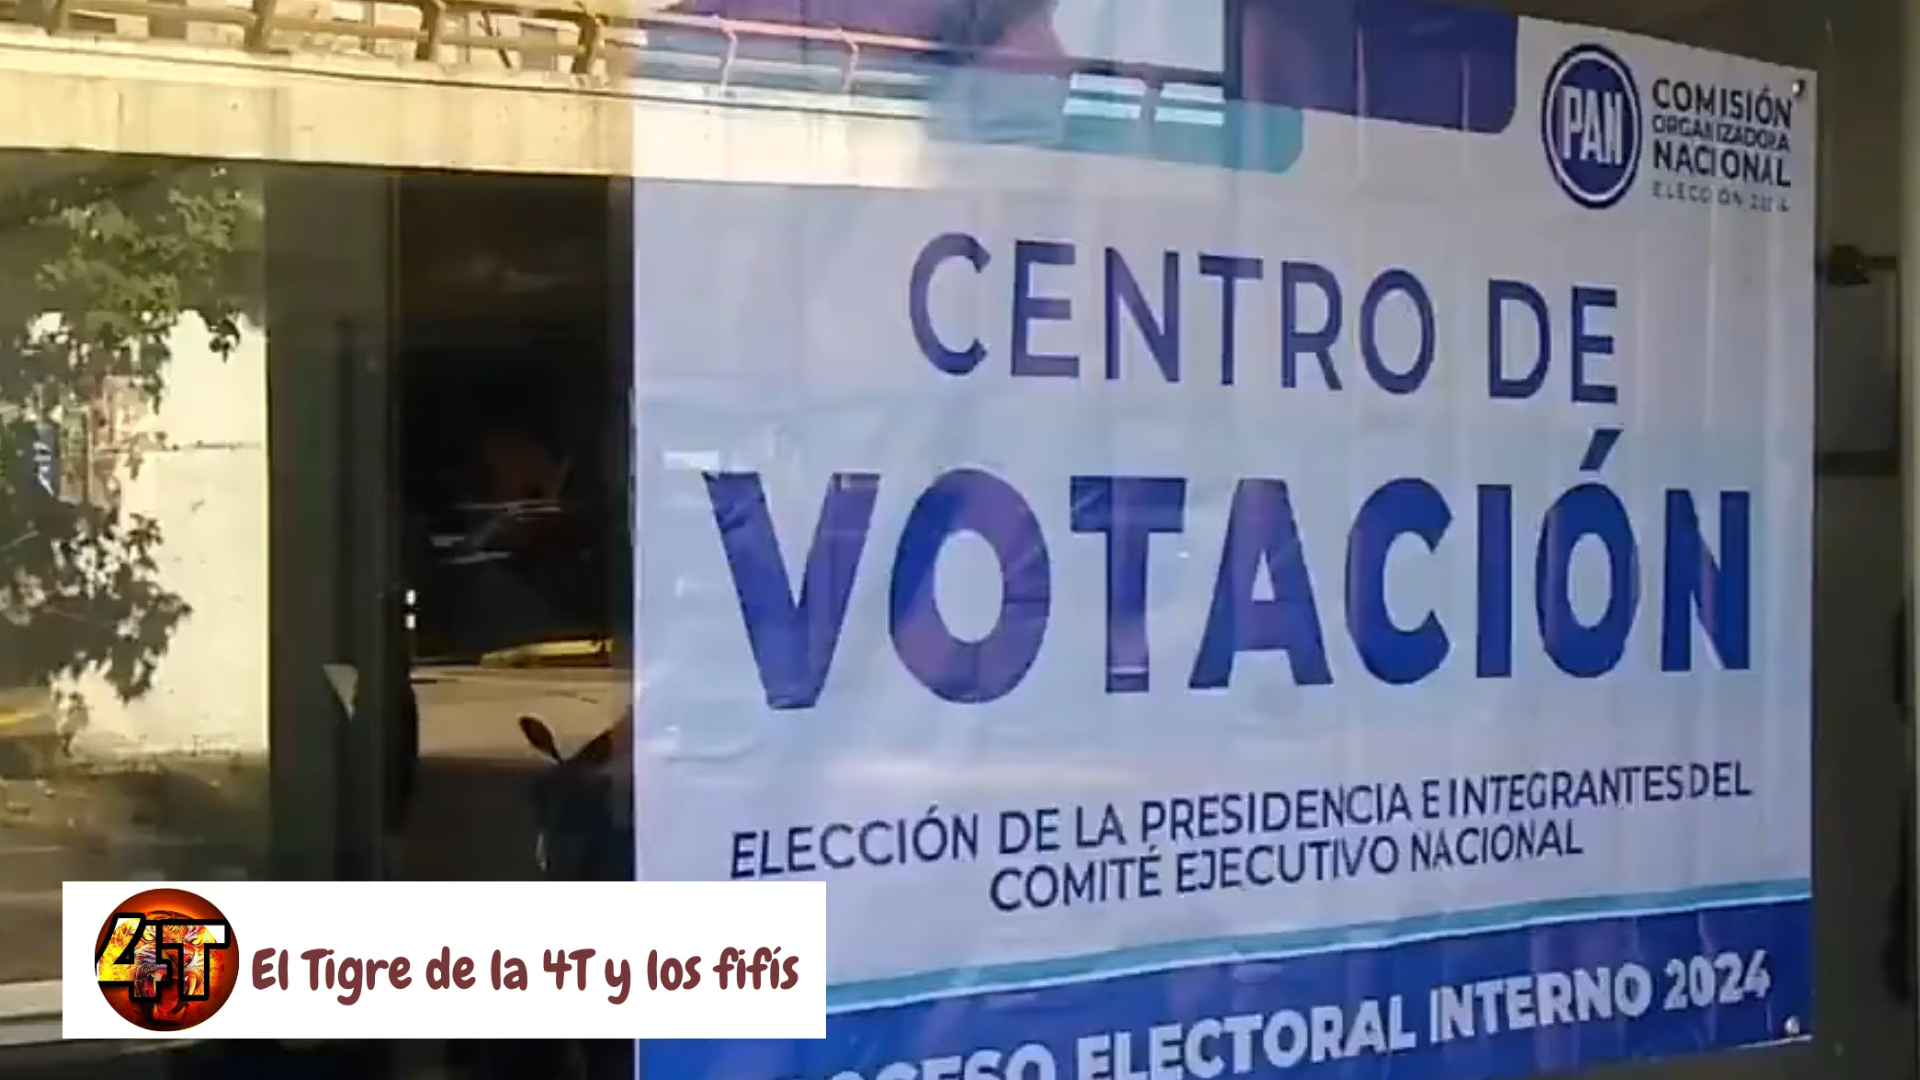 PAN
COMISIÓN
ORGANIZADORA
NACIONAL
ELECCIÓN 2024
CENTRO DE
VOTACIÓN
ELECCIÓN DE LA PRESIDENCIA E INTEGRANTES DEL
COMITÉ EJECUTIVO NACIONAL
ELECTORAL INTERNO 2024
4T
El Tigre de la 4T y los fifís